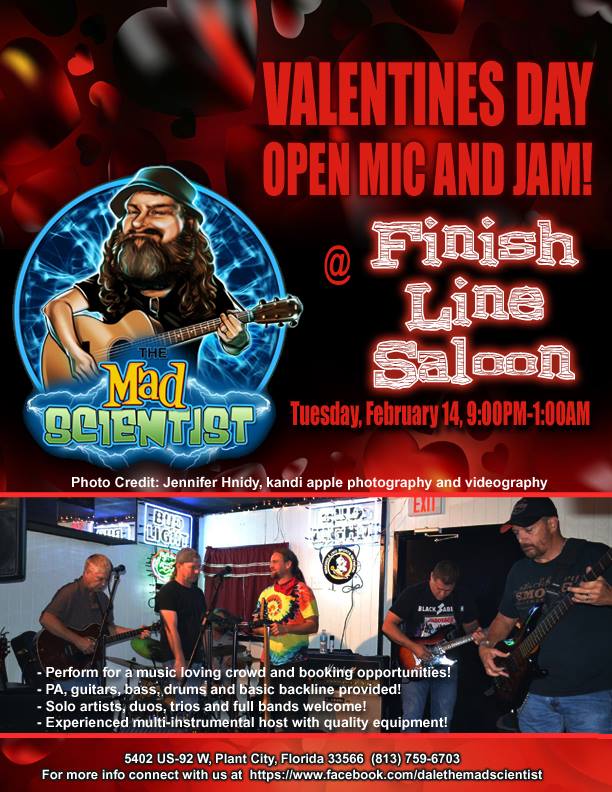 VALENTINES DAY
OPEN MIC AND JAM!
@ Finish
Line
Saloon
THE
Mad
SCIENTIST
Tuesday, February 14, 9:00PM-1:00AM
Photo Credit: Jennifer Hnidy, kandi apple photography and videography
BUD
LIGHT
EXIT
BLACK SABB
- Perform for a music loving crowd and booking opportunities!
- PA, guitars, bass, drums and basic backline provided!
- Solo artists, duos, trios and full bands welcome!
- Experienced multi-instrumental host with quality equipment!
5402 US-92 W, Plant City, Florida 33566 (813) 759-6703
For more info connect with us at https://www.facebook.com/dalethemadscientist